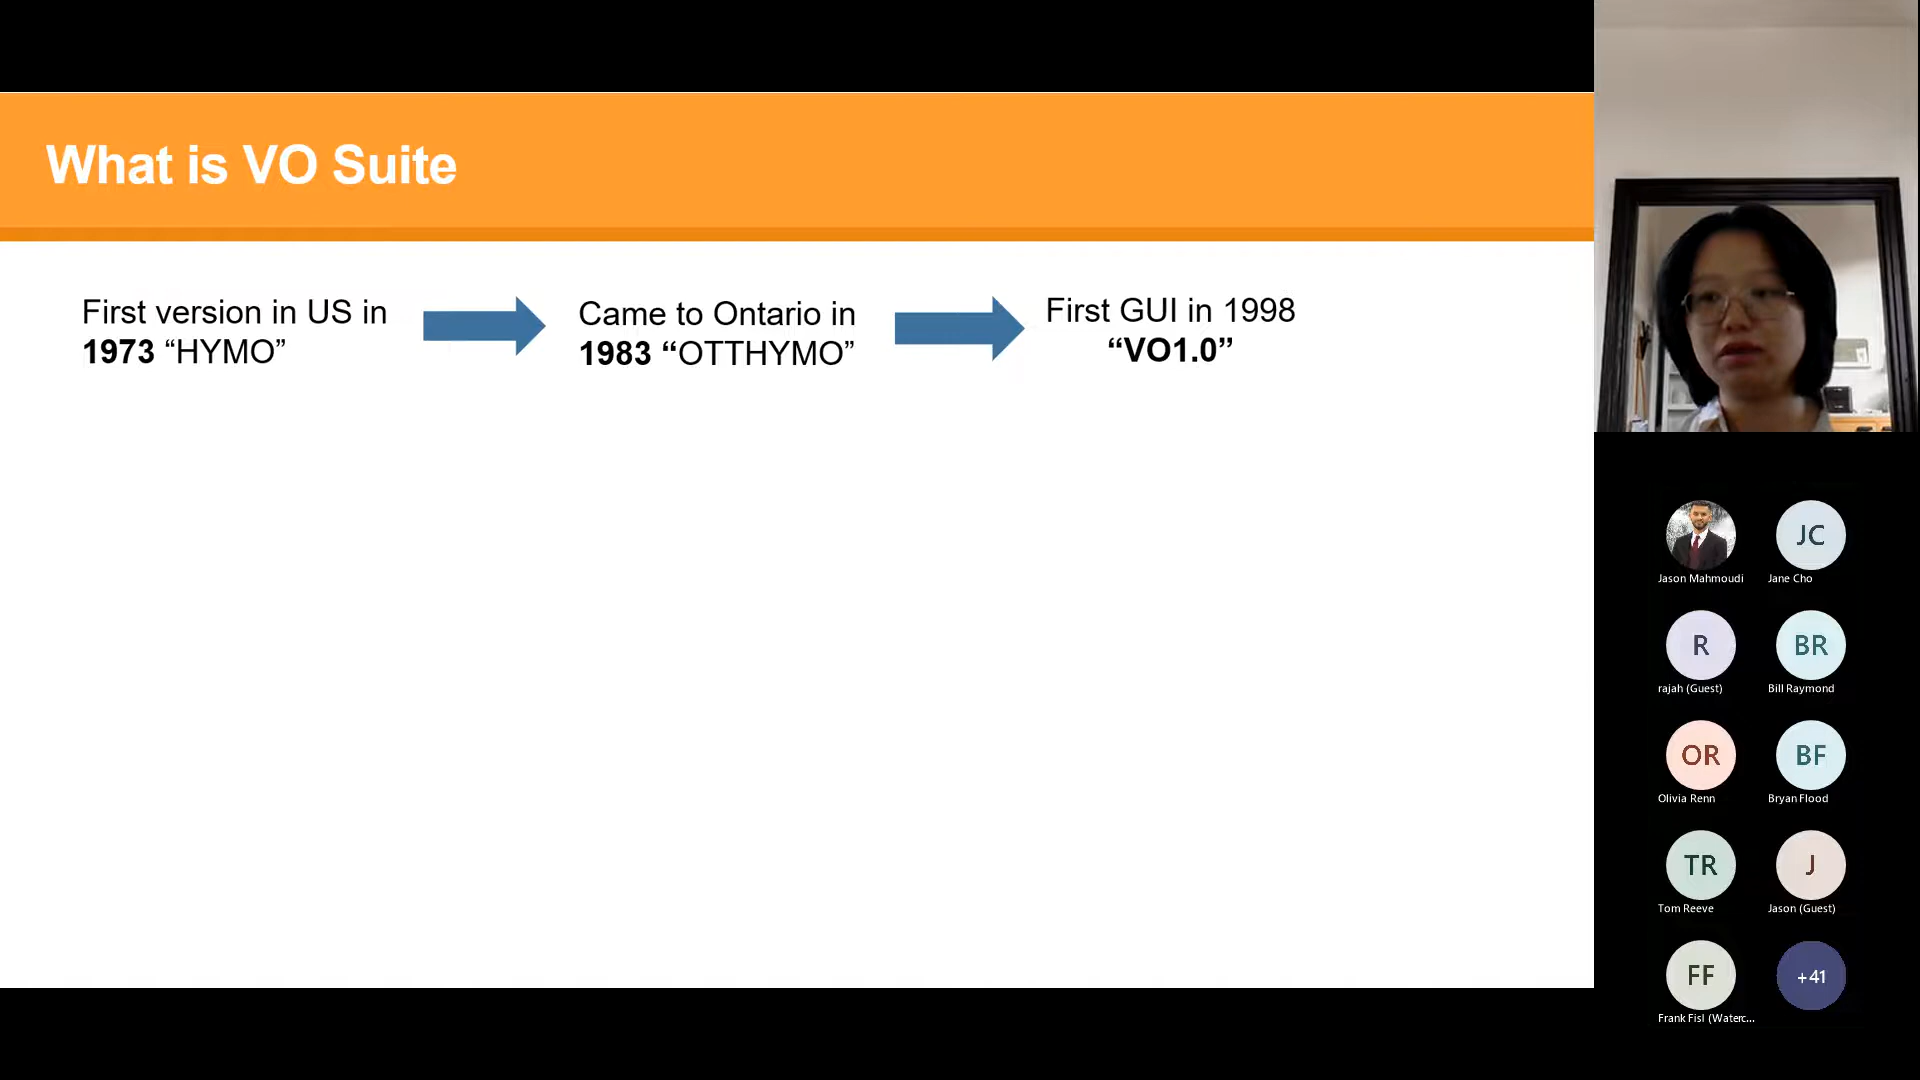 What is VO Suite
First version in US in
1973 “HYMO”
Came to Ontario in
1983 “OTTHYMO”
First GUI in 1998
“VO1.0”
Jason Mahmoudi
JC
Jane Cho
R
rajah (Guest)
BR
Bill Raymond
OR
Olivia Renn
BF
Bryan Flood
TR
Tom Reeve
J
Jason (Guest)
FF
Frank Fisl (Waterc...
+41